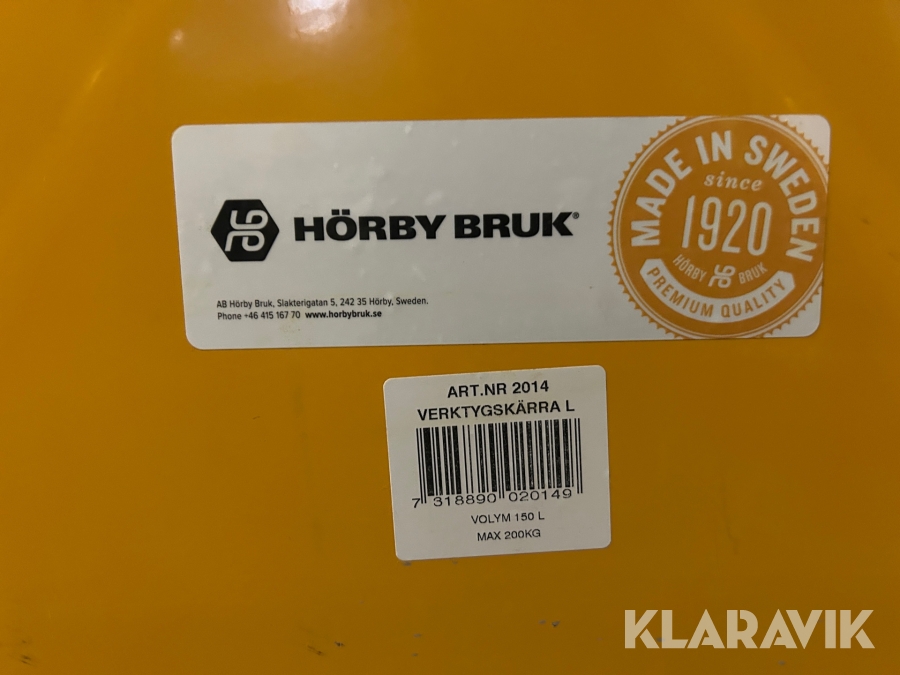 HÖRBY BRUK®
AB Hörby Bruk, Slakterigatan 5, 242 35 Hörby, Sweden.
Phone +46 415 167 70 www.horbybruk.se
MADE IN SWEDEN
since
1920
HÖRBY BRUK
PREMIUM QUALITY
ART.NR 2014
VERKTYGSKÄRRA L
7 318890 020149
VOLYM 150 L
MAX 200KG
KLARAVIK